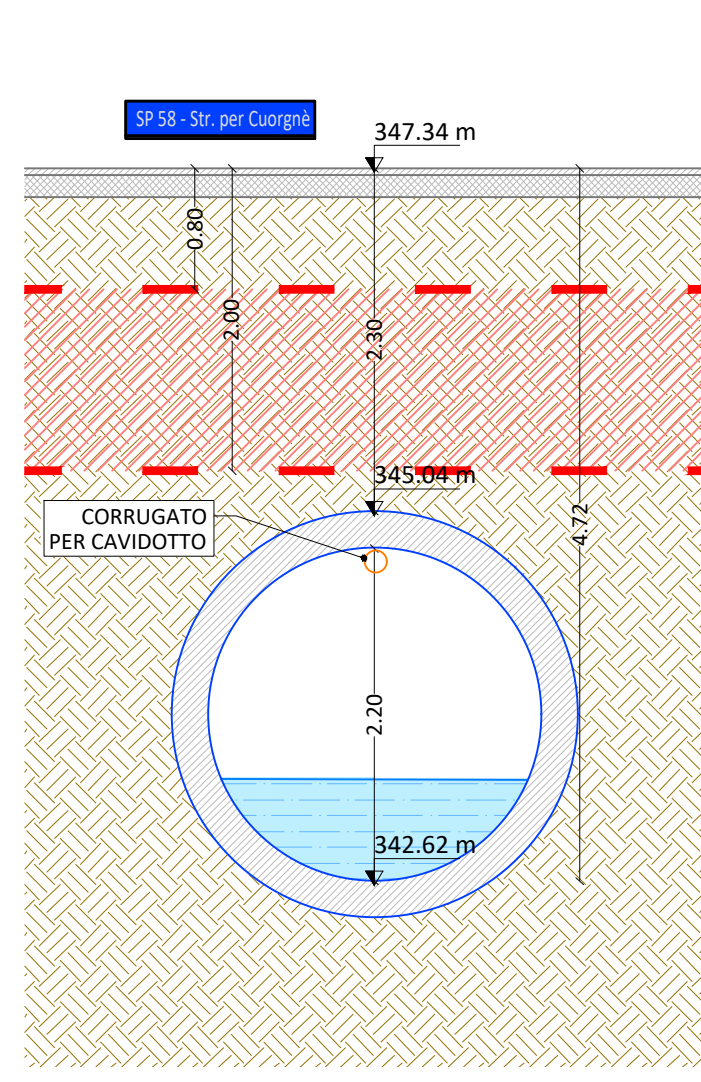 SP 58 - Str. per Cuorgnè
347.34 m
0.80
2.00
2.30
345.04 m
4.72
CORRUGATO
PER CAVIDOTTO
2.20
342.62 m